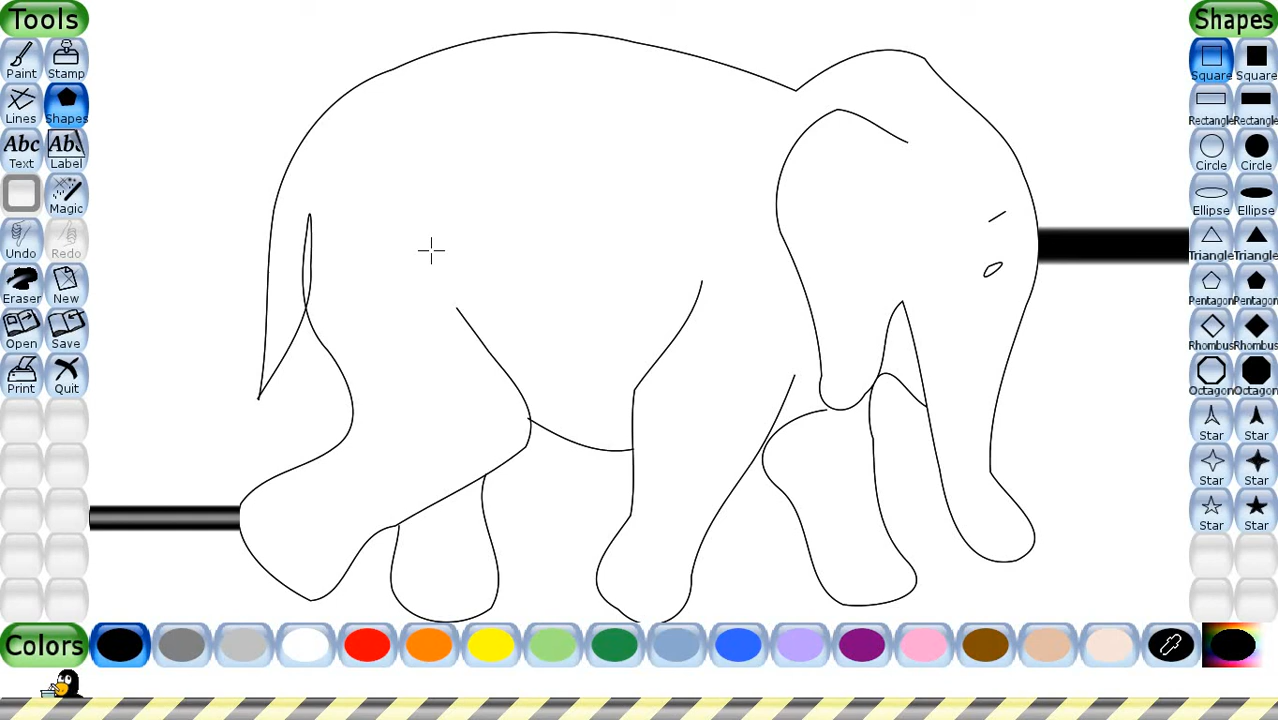 Tools
Shapes
Paint
Stamp
Lines
Shapes
Abc
Abc
Text
Label
Magic
Undo
Redo
Eraser
New
Open
Save
Print
Quit
Square
Square
Rectangle
Rectangle
Circle
Circle
Ellipse
Ellipse
Triangle
Triangle
Pentagon
Pentagon
Rhombus
Rhombus
Octagon
Octagon
Star
Star
Star
Star
Star
Star
Colors